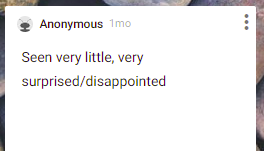 Anonymous 1mo
Seen very little, very
surprised/disappointed